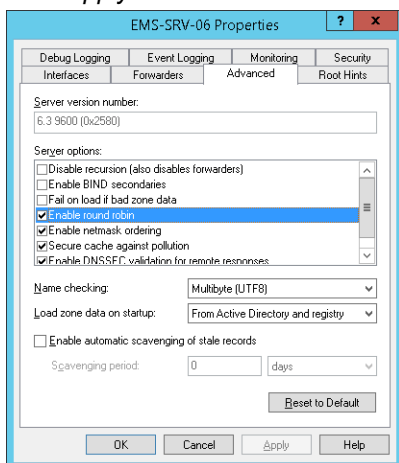 EMS-SRV-06 Properties ? x
Debug Logging Event Logging Monitoring Security
Interfaces Forwarders Advanced Root Hints
Server version number:
6.3 9600 (0x2580)
Server options:
Disable recursion (also disables forwarders)
Enable BIND secondaries
Fail on load if bad zone data
Enable round robin
Enable netmask ordering
Secure cache against pollution
Enable DNSSEC validation for remote responses
Name checking: Multibyte (UTF8)
Load zone data on startup: From Active Directory and registry
Enable automatic scavenging of stale records
Scavenging period: 0 days
Reset to Default
OK Cancel Apply Help